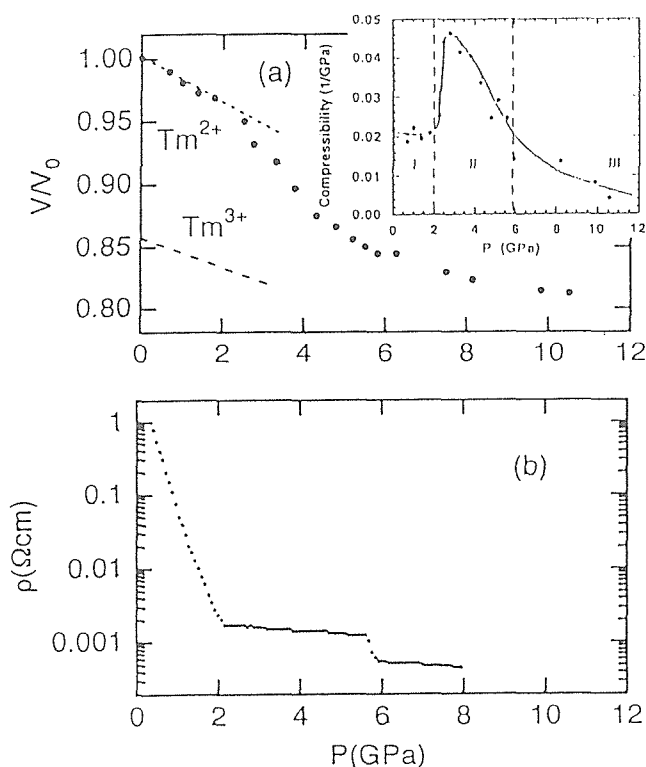 (a)
1.00
0.95
0.90
0.85
0.80
V/V0
Tm2+
Tm3+
0 2 4 6 8 10 12
0.05
0.04
0.03
0.02
0.01
0.00
Compressibility (1/GPa)
I II III
0 2 4 6 8 10
P (GPa)
(b)
1
0.1
0.01
0.001
ρ(Ωcm)
0 2 4 6 8 10 12
P(GPa)